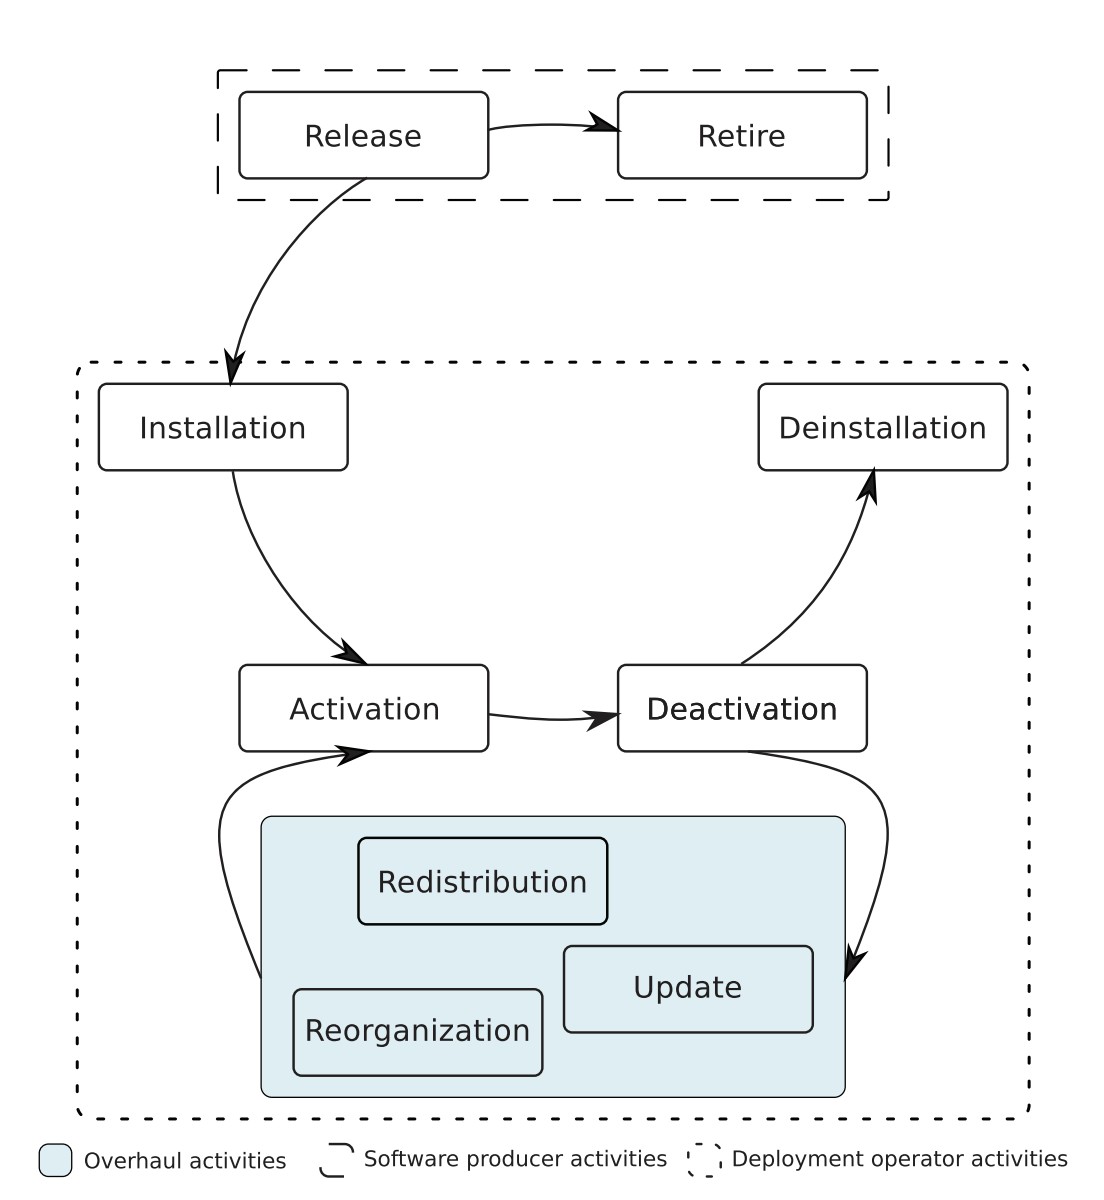 Release
Retire
Installation
Deinstallation
Activation
Deactivation
Redistribution
Update
Reorganization
Overhaul activities
Software producer activities
Deployment operator activities